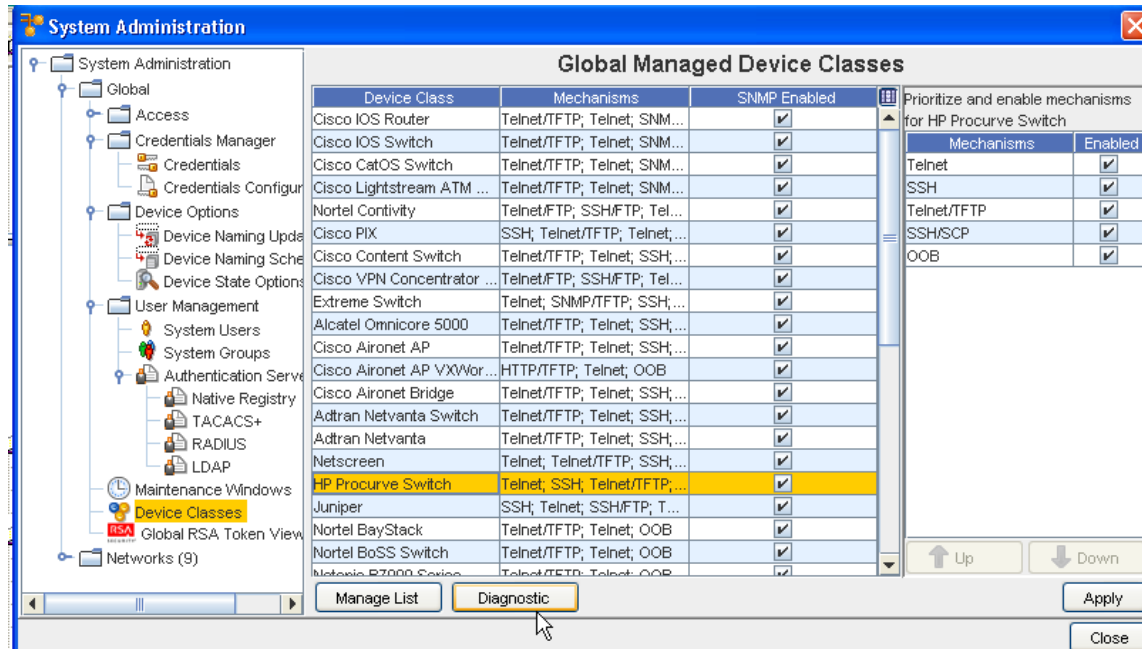 System Administration
System Administration
Global
Access
Credentials Manager
Credentials
Credentials Configur
Device Options
Device Naming Upda
Device Naming Sche
Device State Options
User Management
System Users
System Groups
Authentication Serve
Native Registry
TACACS+
RADIUS
LDAP
Maintenance Windows
Device Classes
RSA Global RSA Token View
Networks (9)
Global Managed Device Classes
Device Class Mechanisms SNMP Enabled
Cisco IOS Router Telnet/TFTP; Telnet; SNM...
Cisco IOS Switch Telnet/TFTP; Telnet; SNM...
Cisco CatOS Switch Telnet/TFTP; Telnet; SNM...
Cisco Lightstream ATM ... Telnet/TFTP; Telnet; SNM...
Nortel Contivity Telnet/FTP; SSH/FTP; Tel...
Cisco PIX SSH; Telnet/TFTP; Telnet;...
Cisco Content Switch Telnet/TFTP; Telnet; SSH;...
Cisco VPN Concentrator ... Telnet/FTP; SSH/FTP; Tel...
Extreme Switch Telnet; SNMP/TFTP; SSH;...
Alcatel Omnicore 5000 Telnet/TFTP; Telnet; SSH;...
Cisco Aironet AP Telnet/TFTP; Telnet; SSH;...
Cisco Aironet AP VXWor... HTTP/TFTP; Telnet; OOB
Cisco Aironet Bridge Telnet/TFTP; Telnet; SSH;...
Adtran Netvanta Switch Telnet/TFTP; Telnet; SSH;...
Adtran Netvanta Telnet/TFTP; Telnet; SSH;...
Netscreen Telnet; Telnet/TFTP; SSH;...
HP Procurve Switch Telnet; SSH; Telnet/TFTP;...
Juniper SSH; Telnet; SSH/FTP; T...
Nortel BayStack Telnet/TFTP; Telnet; OOB
Nortel BoSS Switch Telnet/TFTP; Telnet; OOB
Telnet/TFTP; Telnet; OOB
Manage List
Diagnostic
Prioritize and enable mechanisms
for HP Procurve Switch
Mechanisms Enabled
Telnet
SSH
Telnet/TFTP
SSH/SCP
OOB
Up
Down
Apply
Close